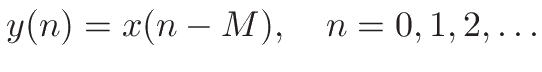 y(n) = x(n − M), n = 0, 1, 2, . . .